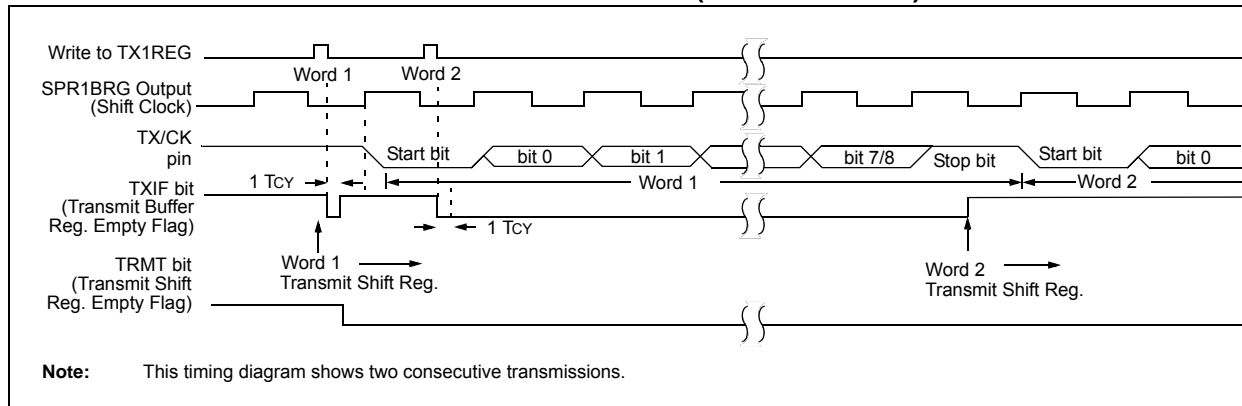 Write to TX1REG
Word 1
Word 2
SPR1BRG Output
(Shift Clock)
TX/CK
pin
Start bit
bit 0
bit 1
bit 7/8
Stop bit
Start bit
bit 0
1 TCY
Word 1
Word 2
TXIF bit
(Transmit Buffer
Reg. Empty Flag)
1 TCY
Word 1
Transmit Shift Reg.
Word 2
Transmit Shift Reg.
TRMT bit
(Transmit Shift
Reg. Empty Flag)
Note: This timing diagram shows two consecutive transmissions.